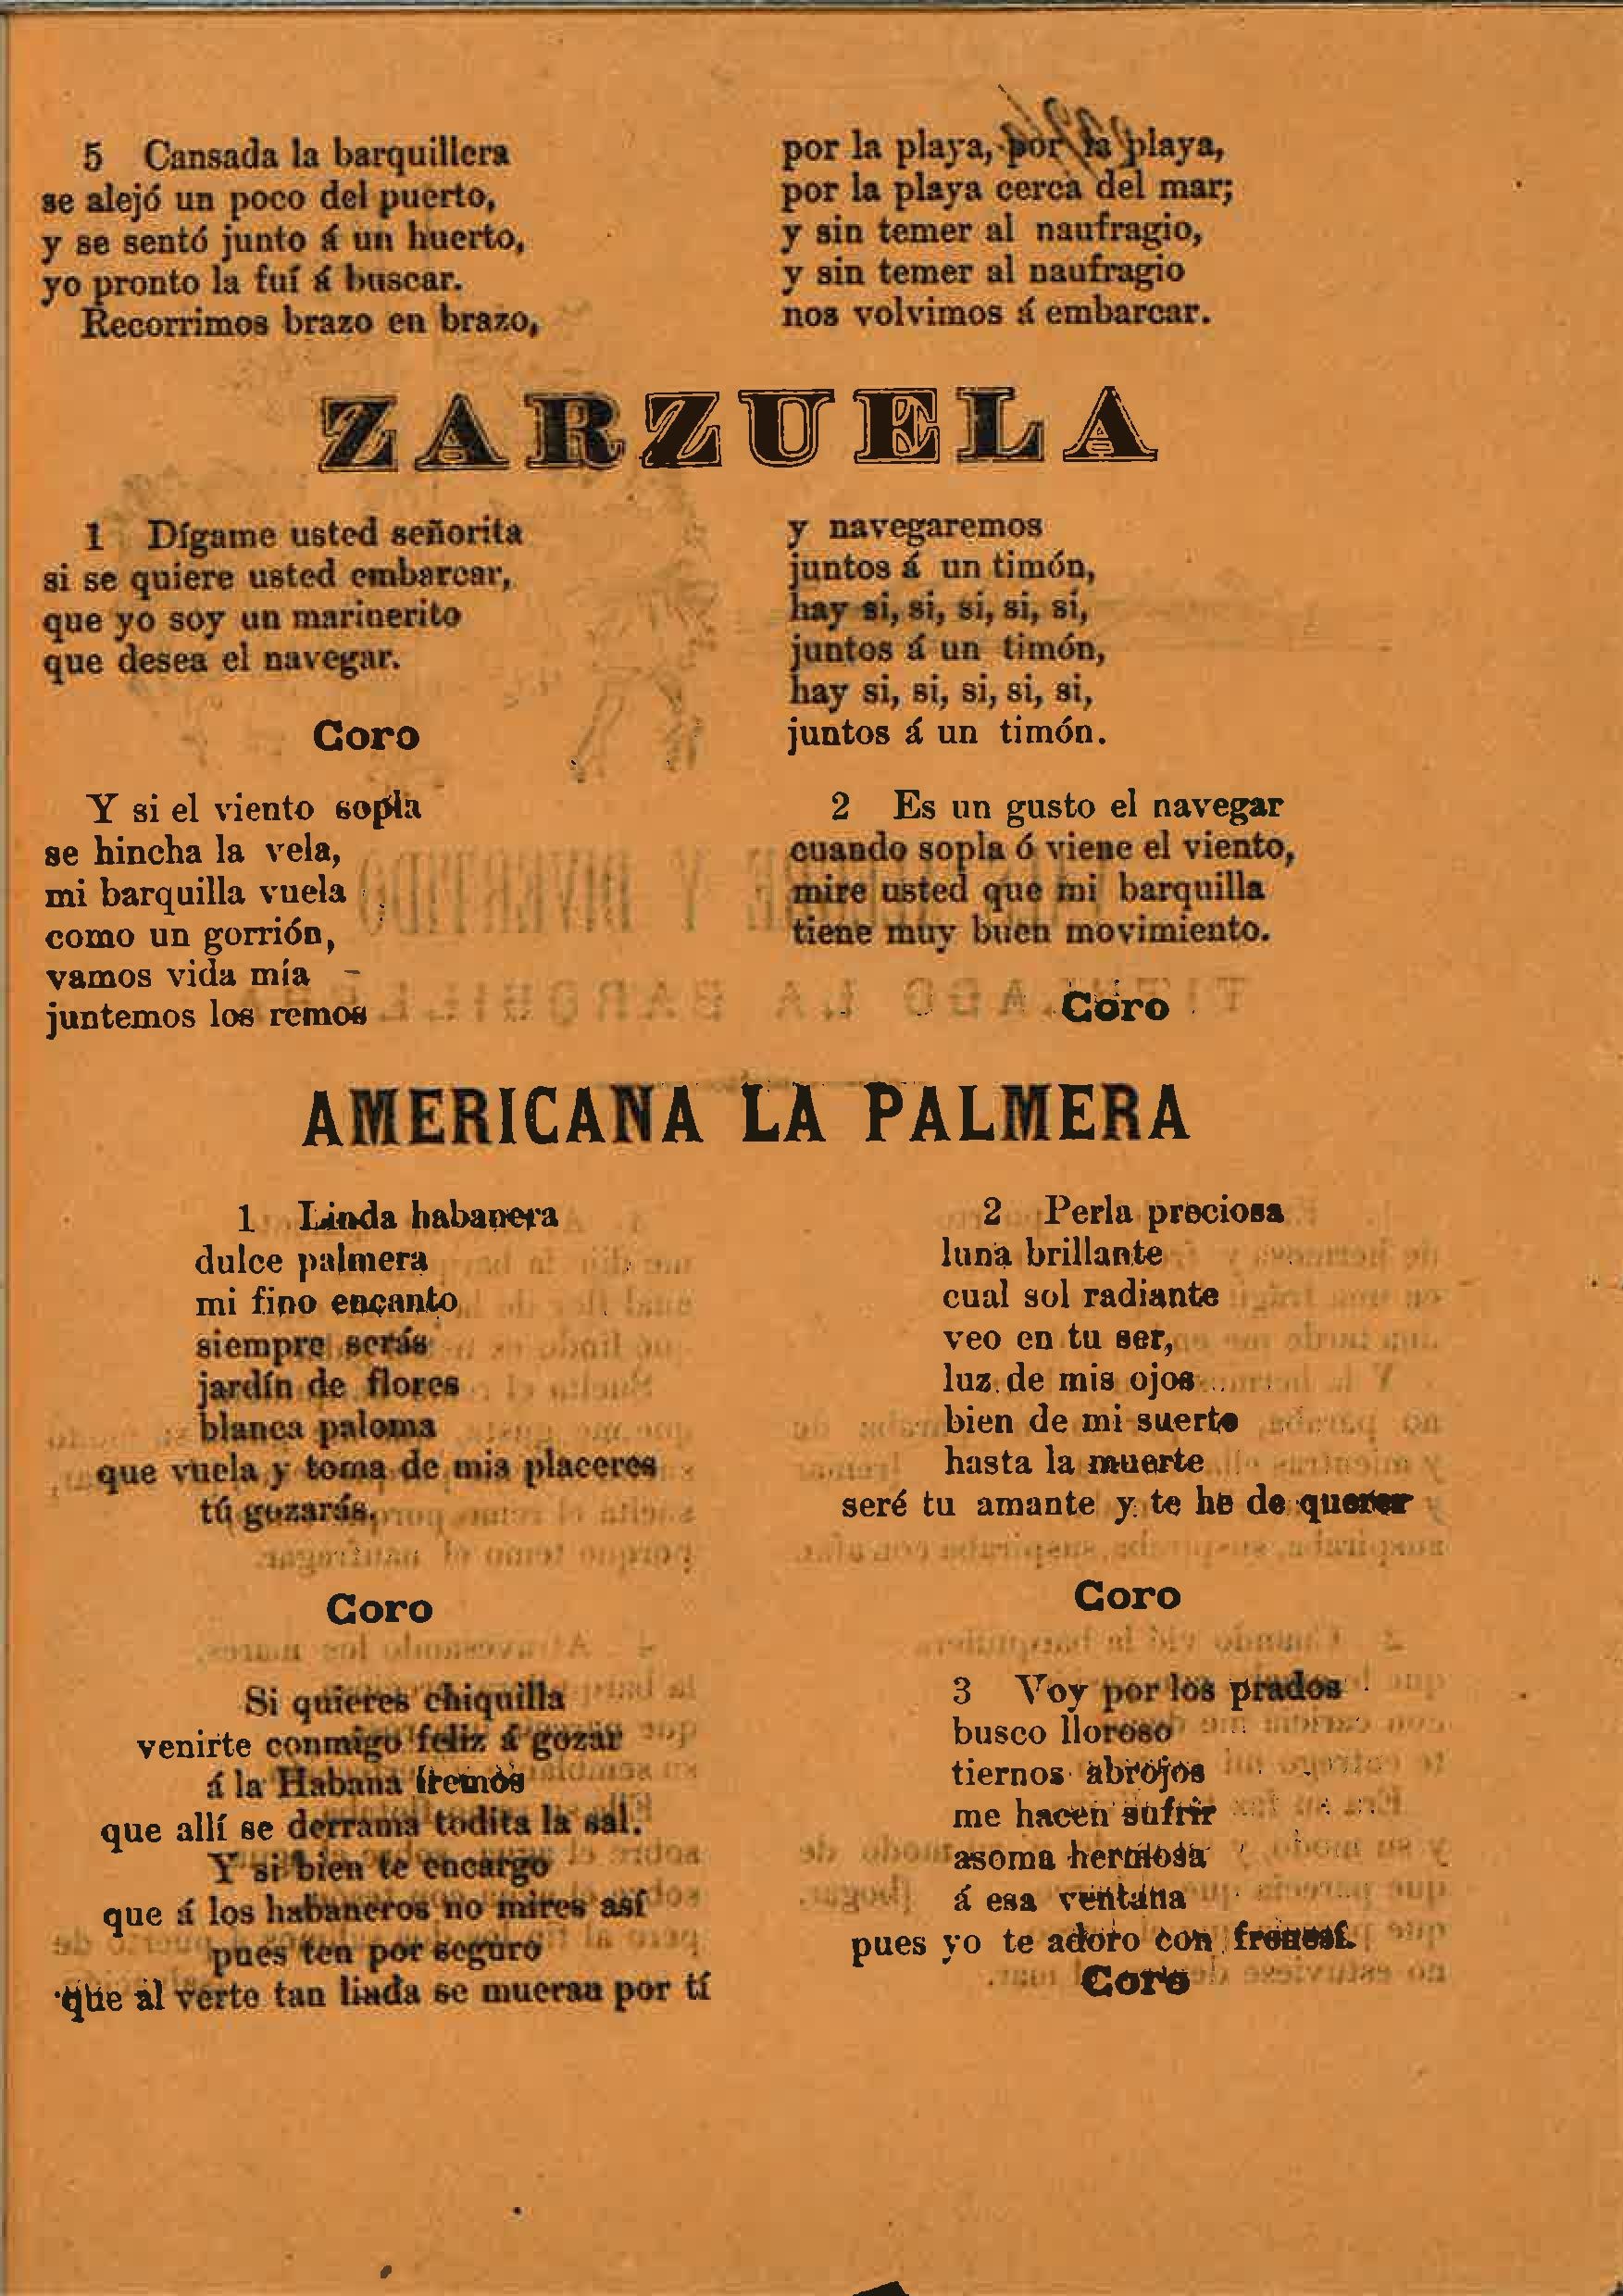 5 Cansada la barquillera
se alejó un poco del puerto,
y se sentó junto á un huerto,
yo pronto la fuí á buscar.
Recorrimos brazo en brazo,
por la playa, por la playa,
por la playa cerca del mar;
y sin temer al naufragio,
y sin temer al naufragio
nos volvimos á embarcar.
ZARZUELA
1 Dígame usted señorita
si se quiere usted embarcar,
que yo soy un marinerito
que desea el navegar.
Coro
Y si el viento sopla
se hincha la vela,
mi barquilla vuela
como un gorrión,
vamos vida mía
juntemos los remos
y navegaremos
juntos á un timón,
hay si, si, si, si, si,
juntos á un timón,
hay si, si, si, si, si,
juntos á un timón.
2 Es un gusto el navegar
cuando sopla ó viene el viento,
mire usted que mi barquilla
tiene muy buen movimiento.
Coro
AMERICANA LA PALMERA
1 Linda habanera
dulce palmera
mi fino encanto
siempre serás
jardín de flores
blanca paloma
que vuela y toma de mis placeres
tú gozarás.
Coro
Si quieres chiquilla
venirte conmigo feliz á gozar
á la Habana iremos
que allí se derrama todita la sal.
Y si bien te encargo
que á los habaneros no mires así
pues ten por seguro
que al verte tan linda se mueran por tí
2 Perla preciosa
luna brillante
cual sol radiante
veo en tu ser,
luz de mis ojos
bien de mi suerte
hasta la muerte
seré tu amante y te he de querer
Coro
3 Voy por los prados
busco lloroso
tiernos abrojos
me hacen sufrir
asoma hermosa
á esa ventana
pues yo te adoro con frenesí.
Coro